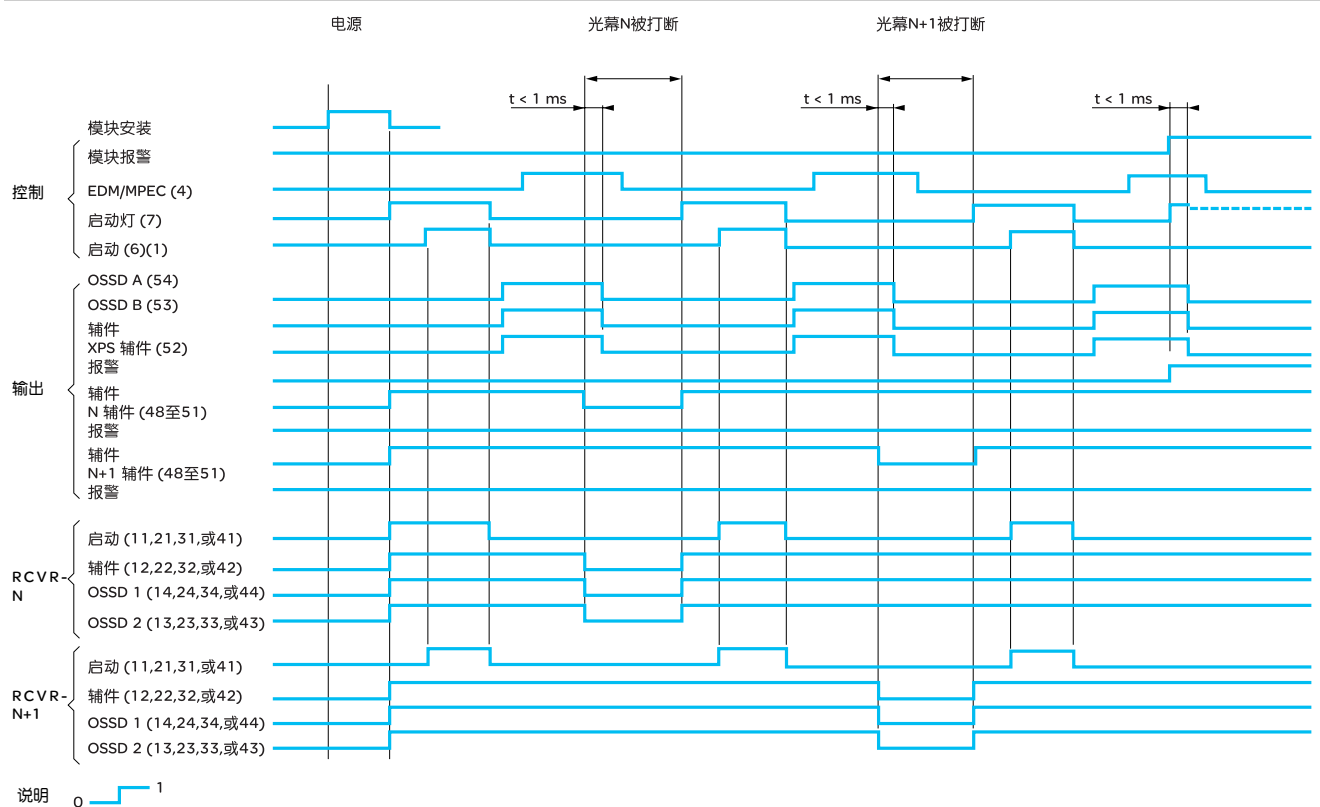 电源
光幕N被打断
光幕N+1被打断
t < 1 ms
t < 1 ms
t < 1 ms
模块安装
控制
模块报警
EDM/MPEC (4)
启动灯 (7)
启动 (6)(1)
输出
OSSD A (54)
OSSD B (53)
辅件
XPS 辅件 (52)
报警
辅件
N 辅件 (48至51)
报警
辅件
N+1 辅件 (48至51)
报警
RCVR-
N
启动 (11,21,31,或41)
辅件 (12,22,32,或42)
OSSD 1 (14,24,34,或44)
OSSD 2 (13,23,33,或43)
RCVR-
N+1
启动 (11,21,31,或41)
辅件 (12,22,32,或42)
OSSD 1 (14,24,34,或44)
OSSD 2 (13,23,33,或43)
说明
0
1